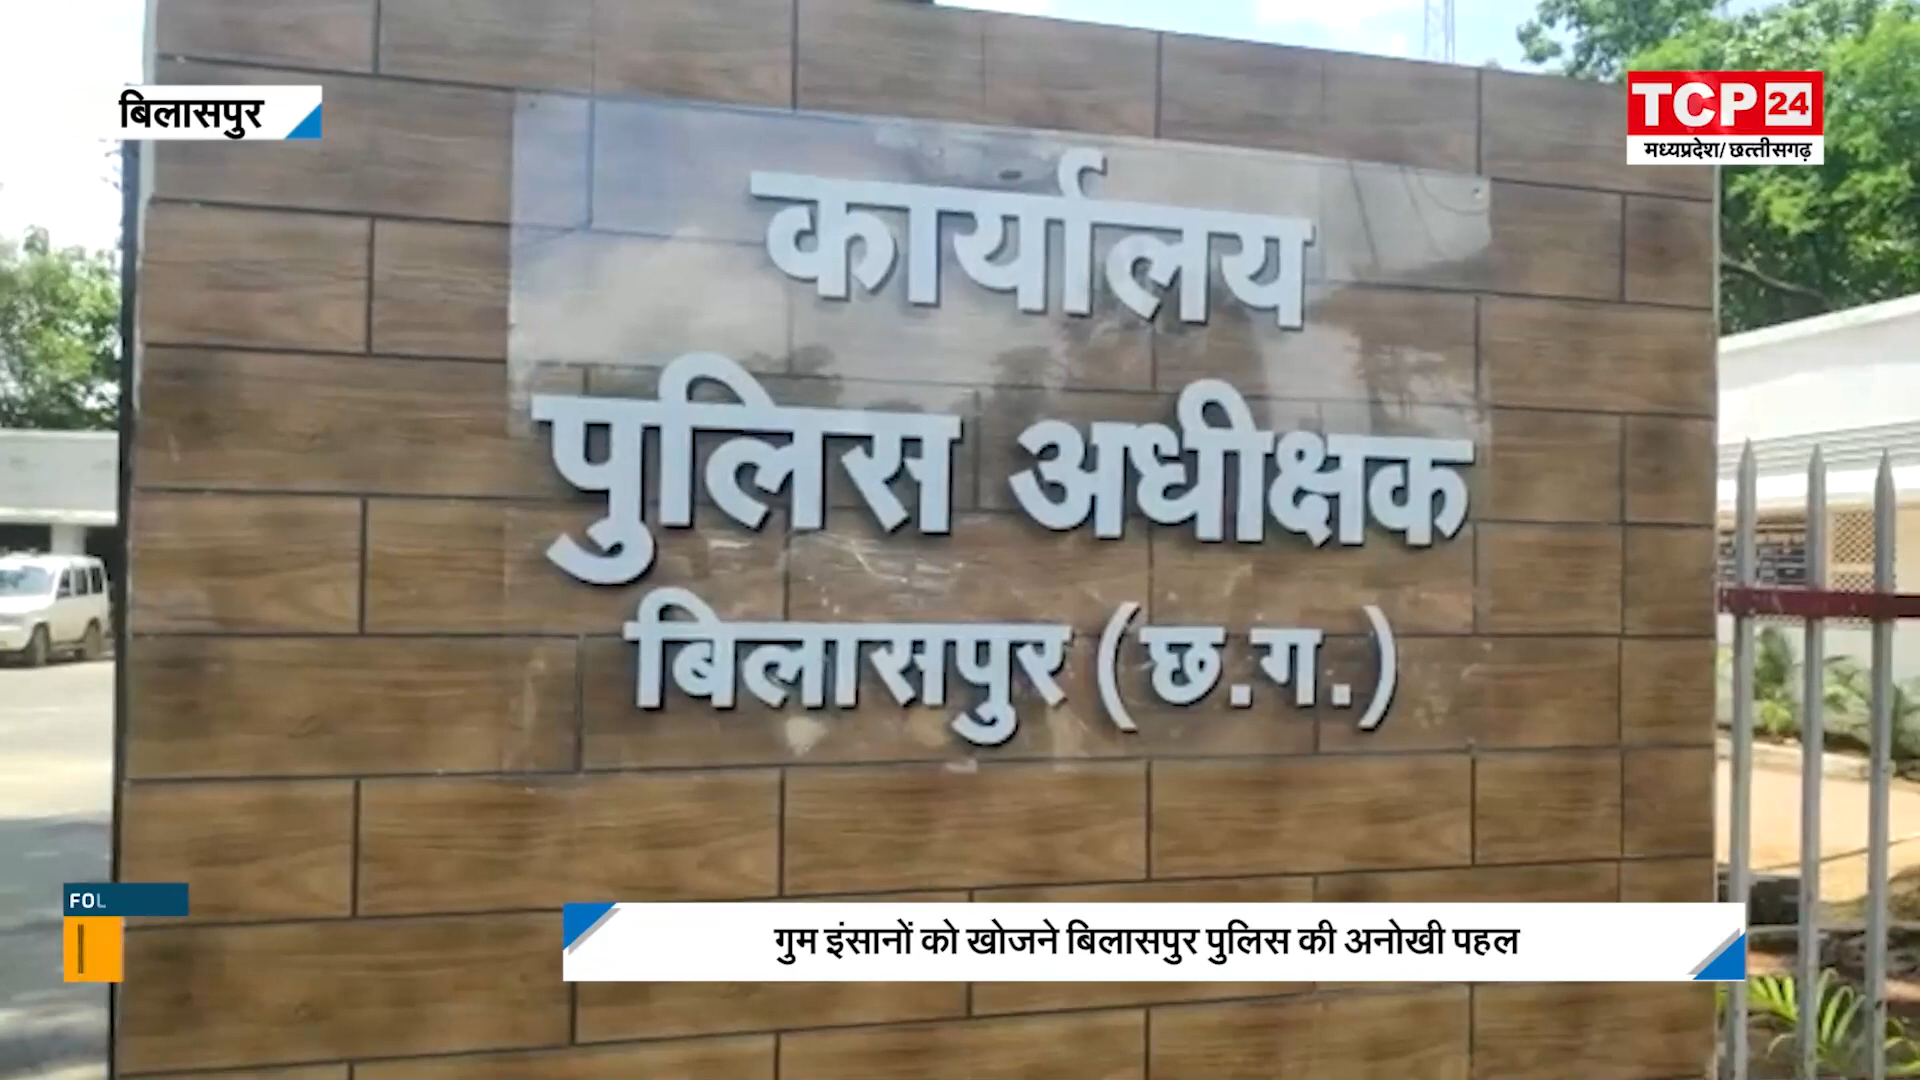 बिलासपुर
TCP 24
मध्यप्रदेश/ छत्तीसगढ़
कार्यालय
पुलिस अधीक्षक
बिलासपुर (छ.ग.)
FOL
गुम इंसानों को खोजने बिलासपुर पुलिस की अनोखी पहल